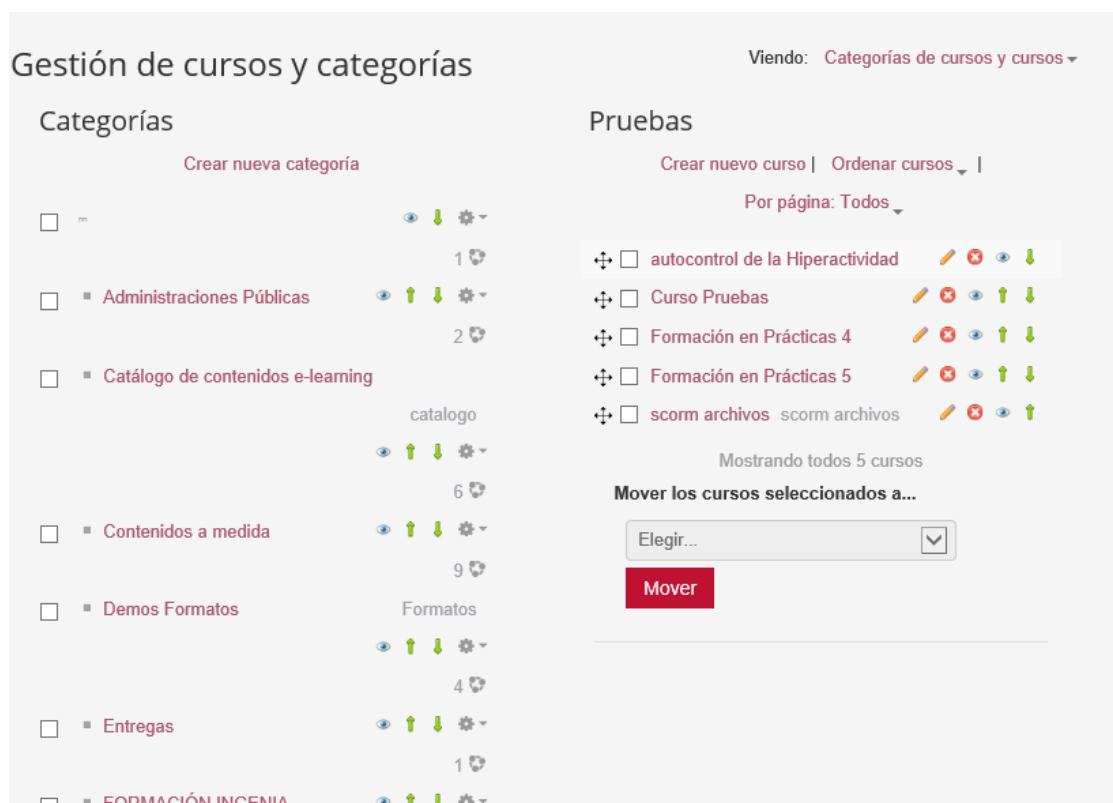 Gestión de cursos y categorías
Viendo: Categorías de cursos y cursos
Categorías
Crear nueva categoría
1
Administraciones Públicas
2
Catálogo de contenidos e-learning
catalogo
6
Contenidos a medida
9
Demos Formatos Formatos
4
Entregas
1
FORMACIÓN INGENIA
Pruebas
Crear nuevo curso | Ordenar cursos |
Por página: Todos
autocontrol de la Hiperactividad
Curso Pruebas
Formación en Prácticas 4
Formación en Prácticas 5
scorm archivos scorm archivos
Mostrando todos 5 cursos
Mover los cursos seleccionados a...
Elegir...
Mover